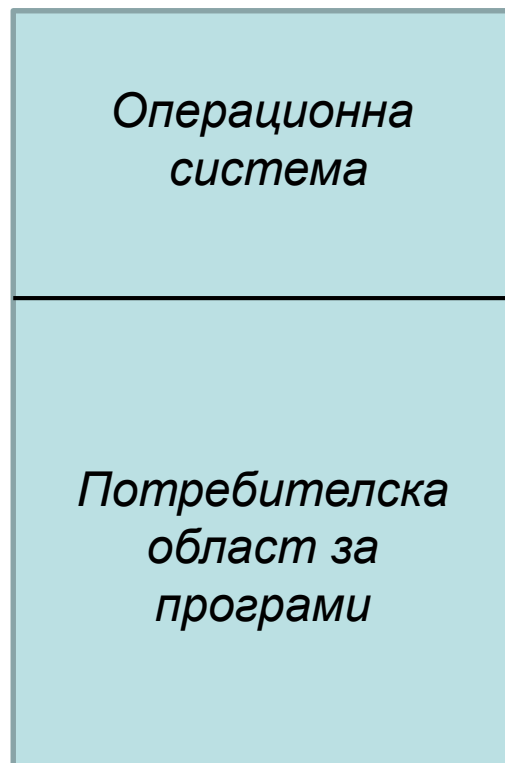 Операционна
система
Потребителска
област за
програми